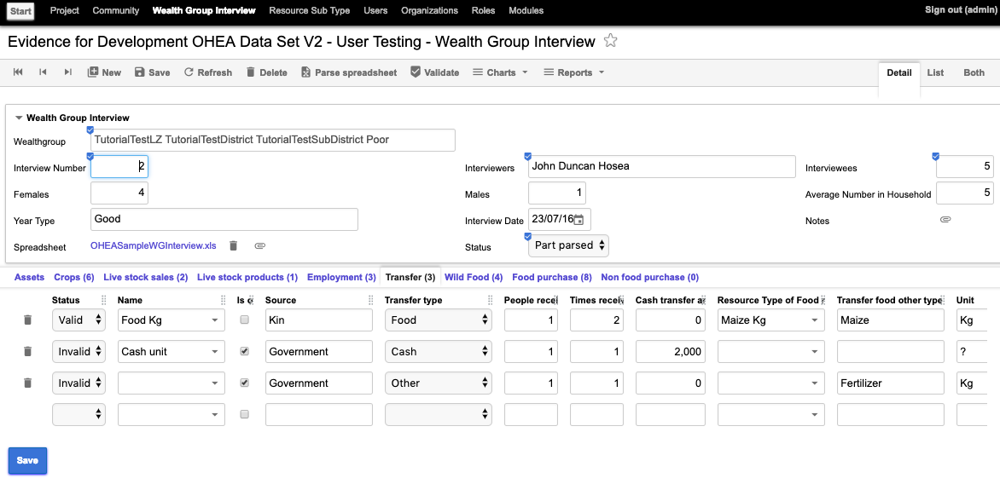 Start Project Community Wealth Group Interview Resource Sub Type Users Organizations Roles Modules Sign out (admin)
Evidence for Development OHEA Data Set V2 - User Testing - Wealth Group Interview
New Save Refresh Delete Parse spreadsheet Validate Charts Reports Detail List Both
Wealth Group Interview
Wealthgroup TutorialTestLZ TutorialTestDistrict TutorialTestSubDistrict Poor
Interview Number 2 Interviewers John Duncan Hosea Interviewees 5
Females 4 Males 1 Average Number in Household 5
Year Type Good Interview Date 23/07/16 Notes
Spreadsheet OHEASampleWGInterview.xls Status Part parsed
Assets Crops (6) Live stock sales (2) Live stock products (1) Employment (3) Transfer (3) Wild Food (4) Food purchase (8) Non food purchase (0)
Status Name Is Source Transfer type People recei Times recei Cash transfer a Resource Type of Food Transfer food other type Unit
Valid Food Kg Kin Food 1 2 0 Maize Kg Maize Kg
Invalid Cash unit Government Cash 1 1 2,000 ?
Invalid Government Other 1 1 0 Fertilizer Kg
Save